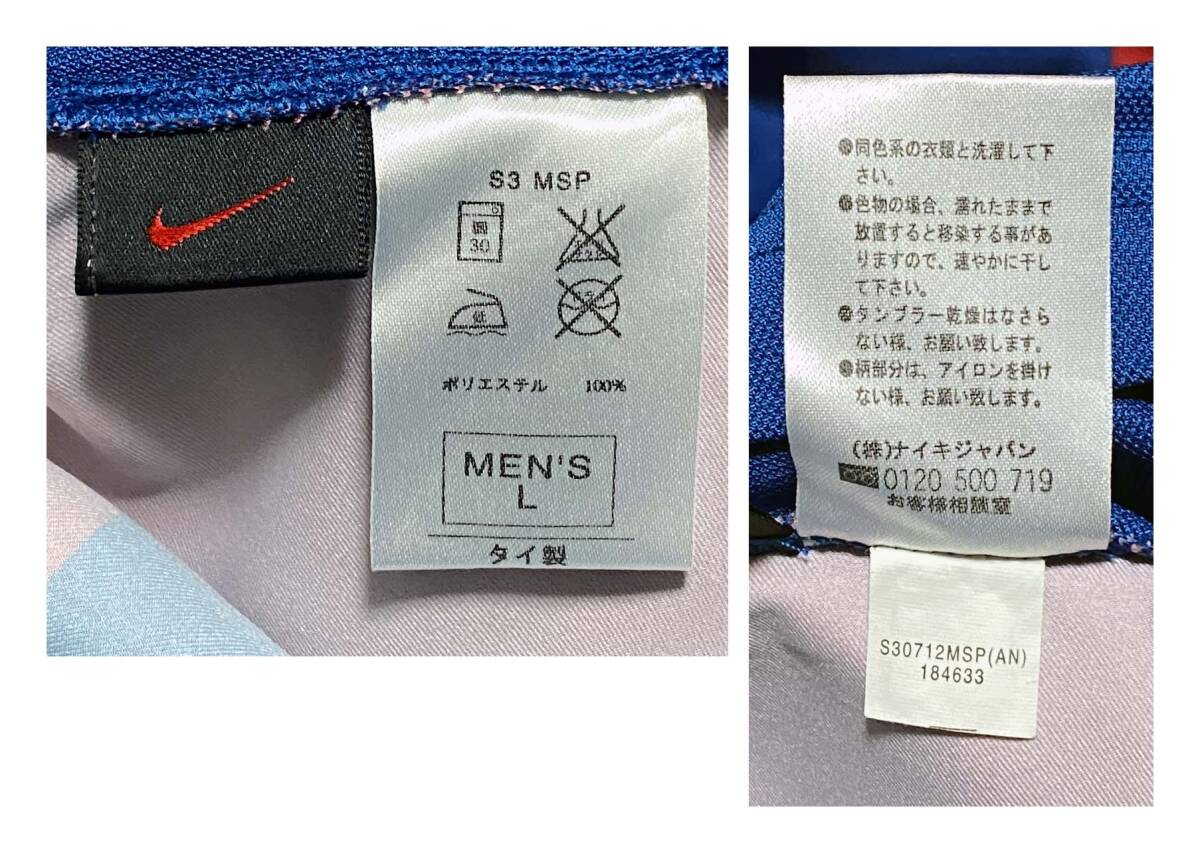 S3 MSP
30
低
ポリエステル 100%
MEN'S
L
タイ製
●同色系の衣類と洗濯して下
さい。
●色物の場合、濡れたままで
放置すると移染する事があ
りますので、速やかに干し
て下さい。
●タンブラー乾燥はなさら
ない様、お願い致します。
●柄部分は、アイロンを掛け
ない様、お願い致します。
(株)ナイキジャパン
0120 500 719
お客様相談室
S30712MSP(AN)
184633